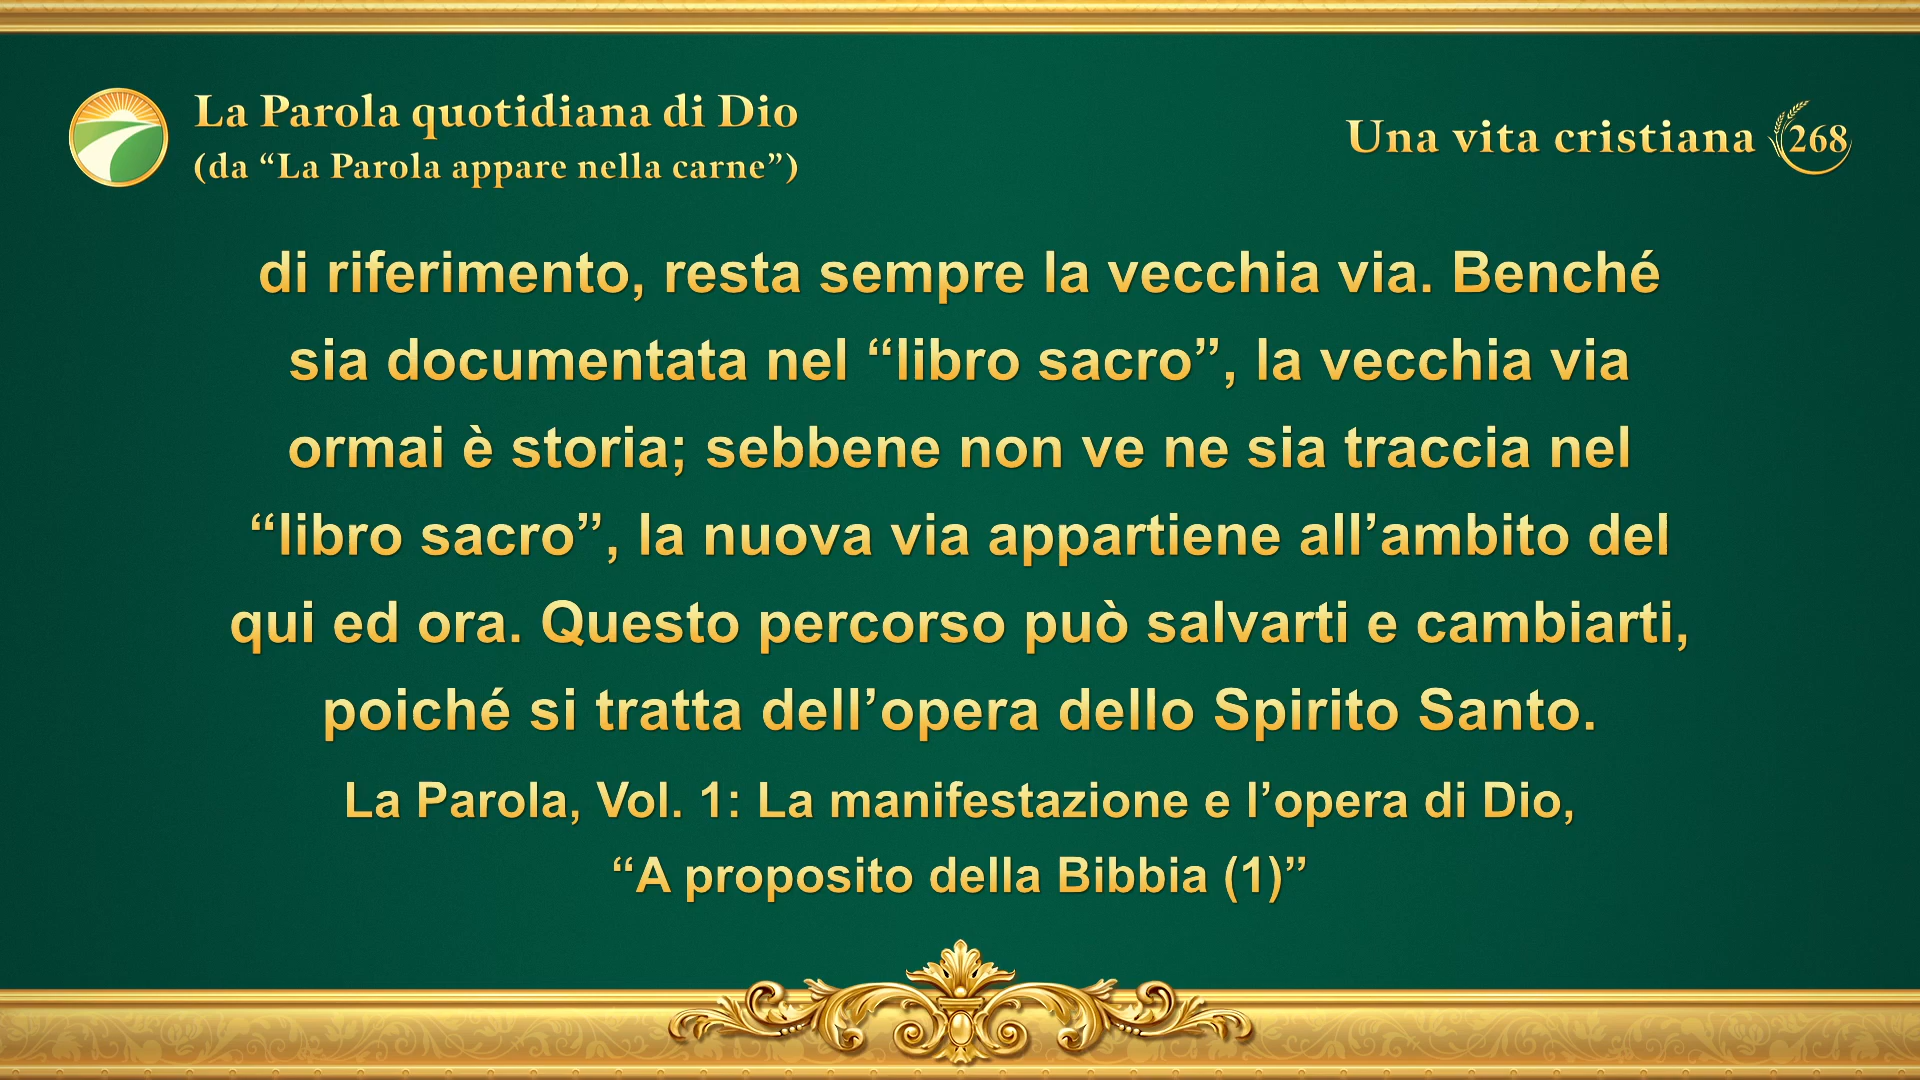 La Parola quotidiana di Dio
(da “La Parola appare nella carne”)
Una vita cristiana 268
di riferimento, resta sempre la vecchia via. Benché
sia documentata nel “libro sacro”, la vecchia via
ormai è storia; sebbene non ve ne sia traccia nel
“libro sacro”, la nuova via appartiene all’ambito del
qui ed ora. Questo percorso può salvarti e cambiarti,
poiché si tratta dell’opera dello Spirito Santo.
La Parola, Vol. 1: La manifestazione e l’opera di Dio,
“A proposito della Bibbia (1)”